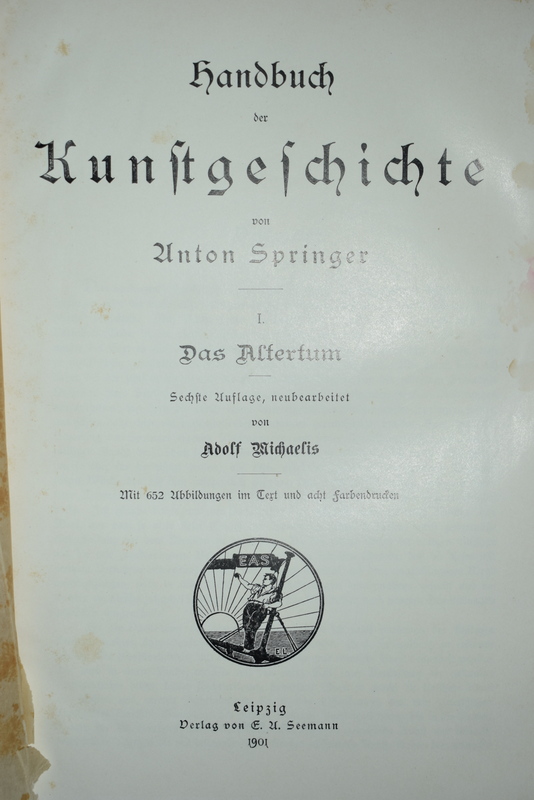 Handbuch
der
Kunſtgeſchichte
von
Anton Springer
I.
Das Altertum
Sechſte Auflage, neubearbeitet
von
Adolf Michaelis
Mit 652 Abbildungen im Text und acht Farbendrucken
EAS
CL
Leipzig
Verlag von E. A. Seemann
1901